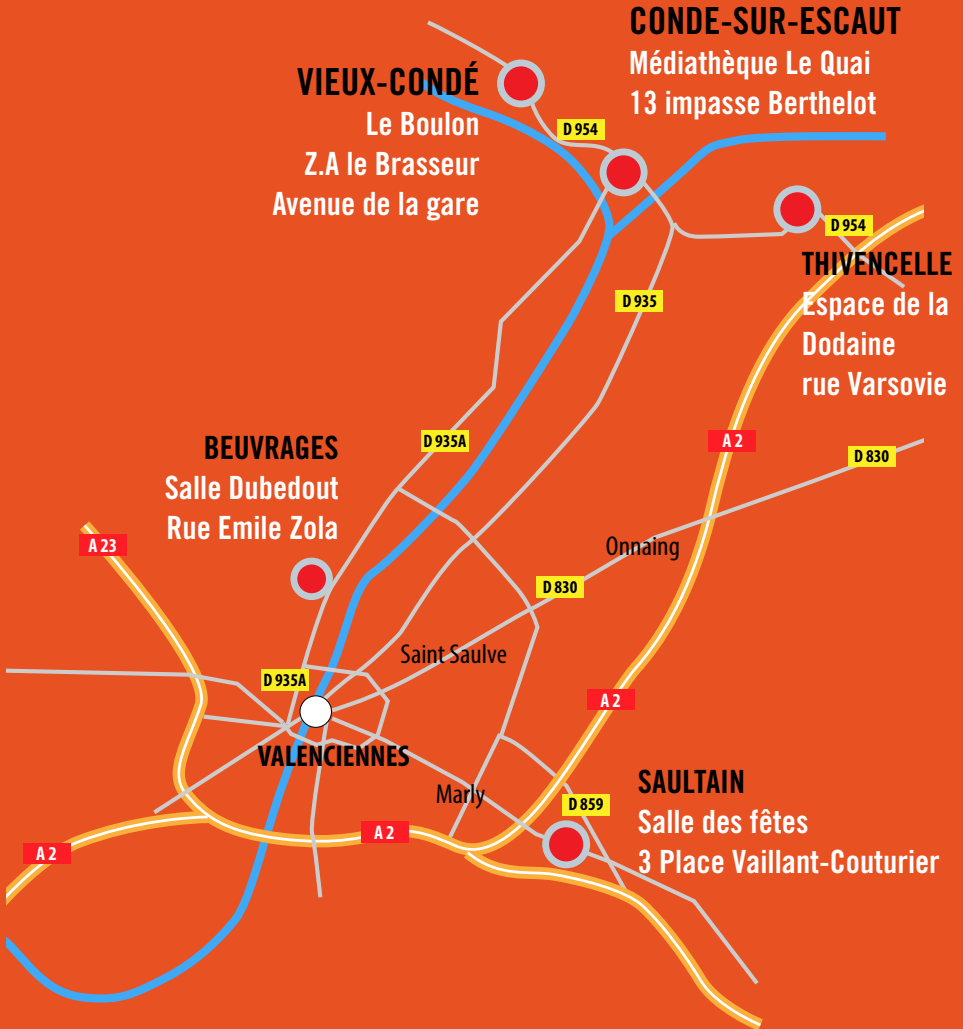 CONDE-SUR-ESCAUT
Médiathèque Le Quai
13 impasse Berthelot
VIEUX-CONDÉ
Le Boulon
Z.A le Brasseur
Avenue de la gare
D 954
D 954
THIVENCELLE
Espace de la
Dodaine
rue Varsovie
D 935
D 935A
A 2
D 830
BEUVRAGES
Salle Dubedout
Rue Emile Zola
A 23
Onnaing
D 830
Saint Saulve
D 935A
A 2
VALENCIENNES
Marly
D 859
SAULTAIN
Salle des fêtes
3 Place Vaillant-Couturier
A 2
A 2